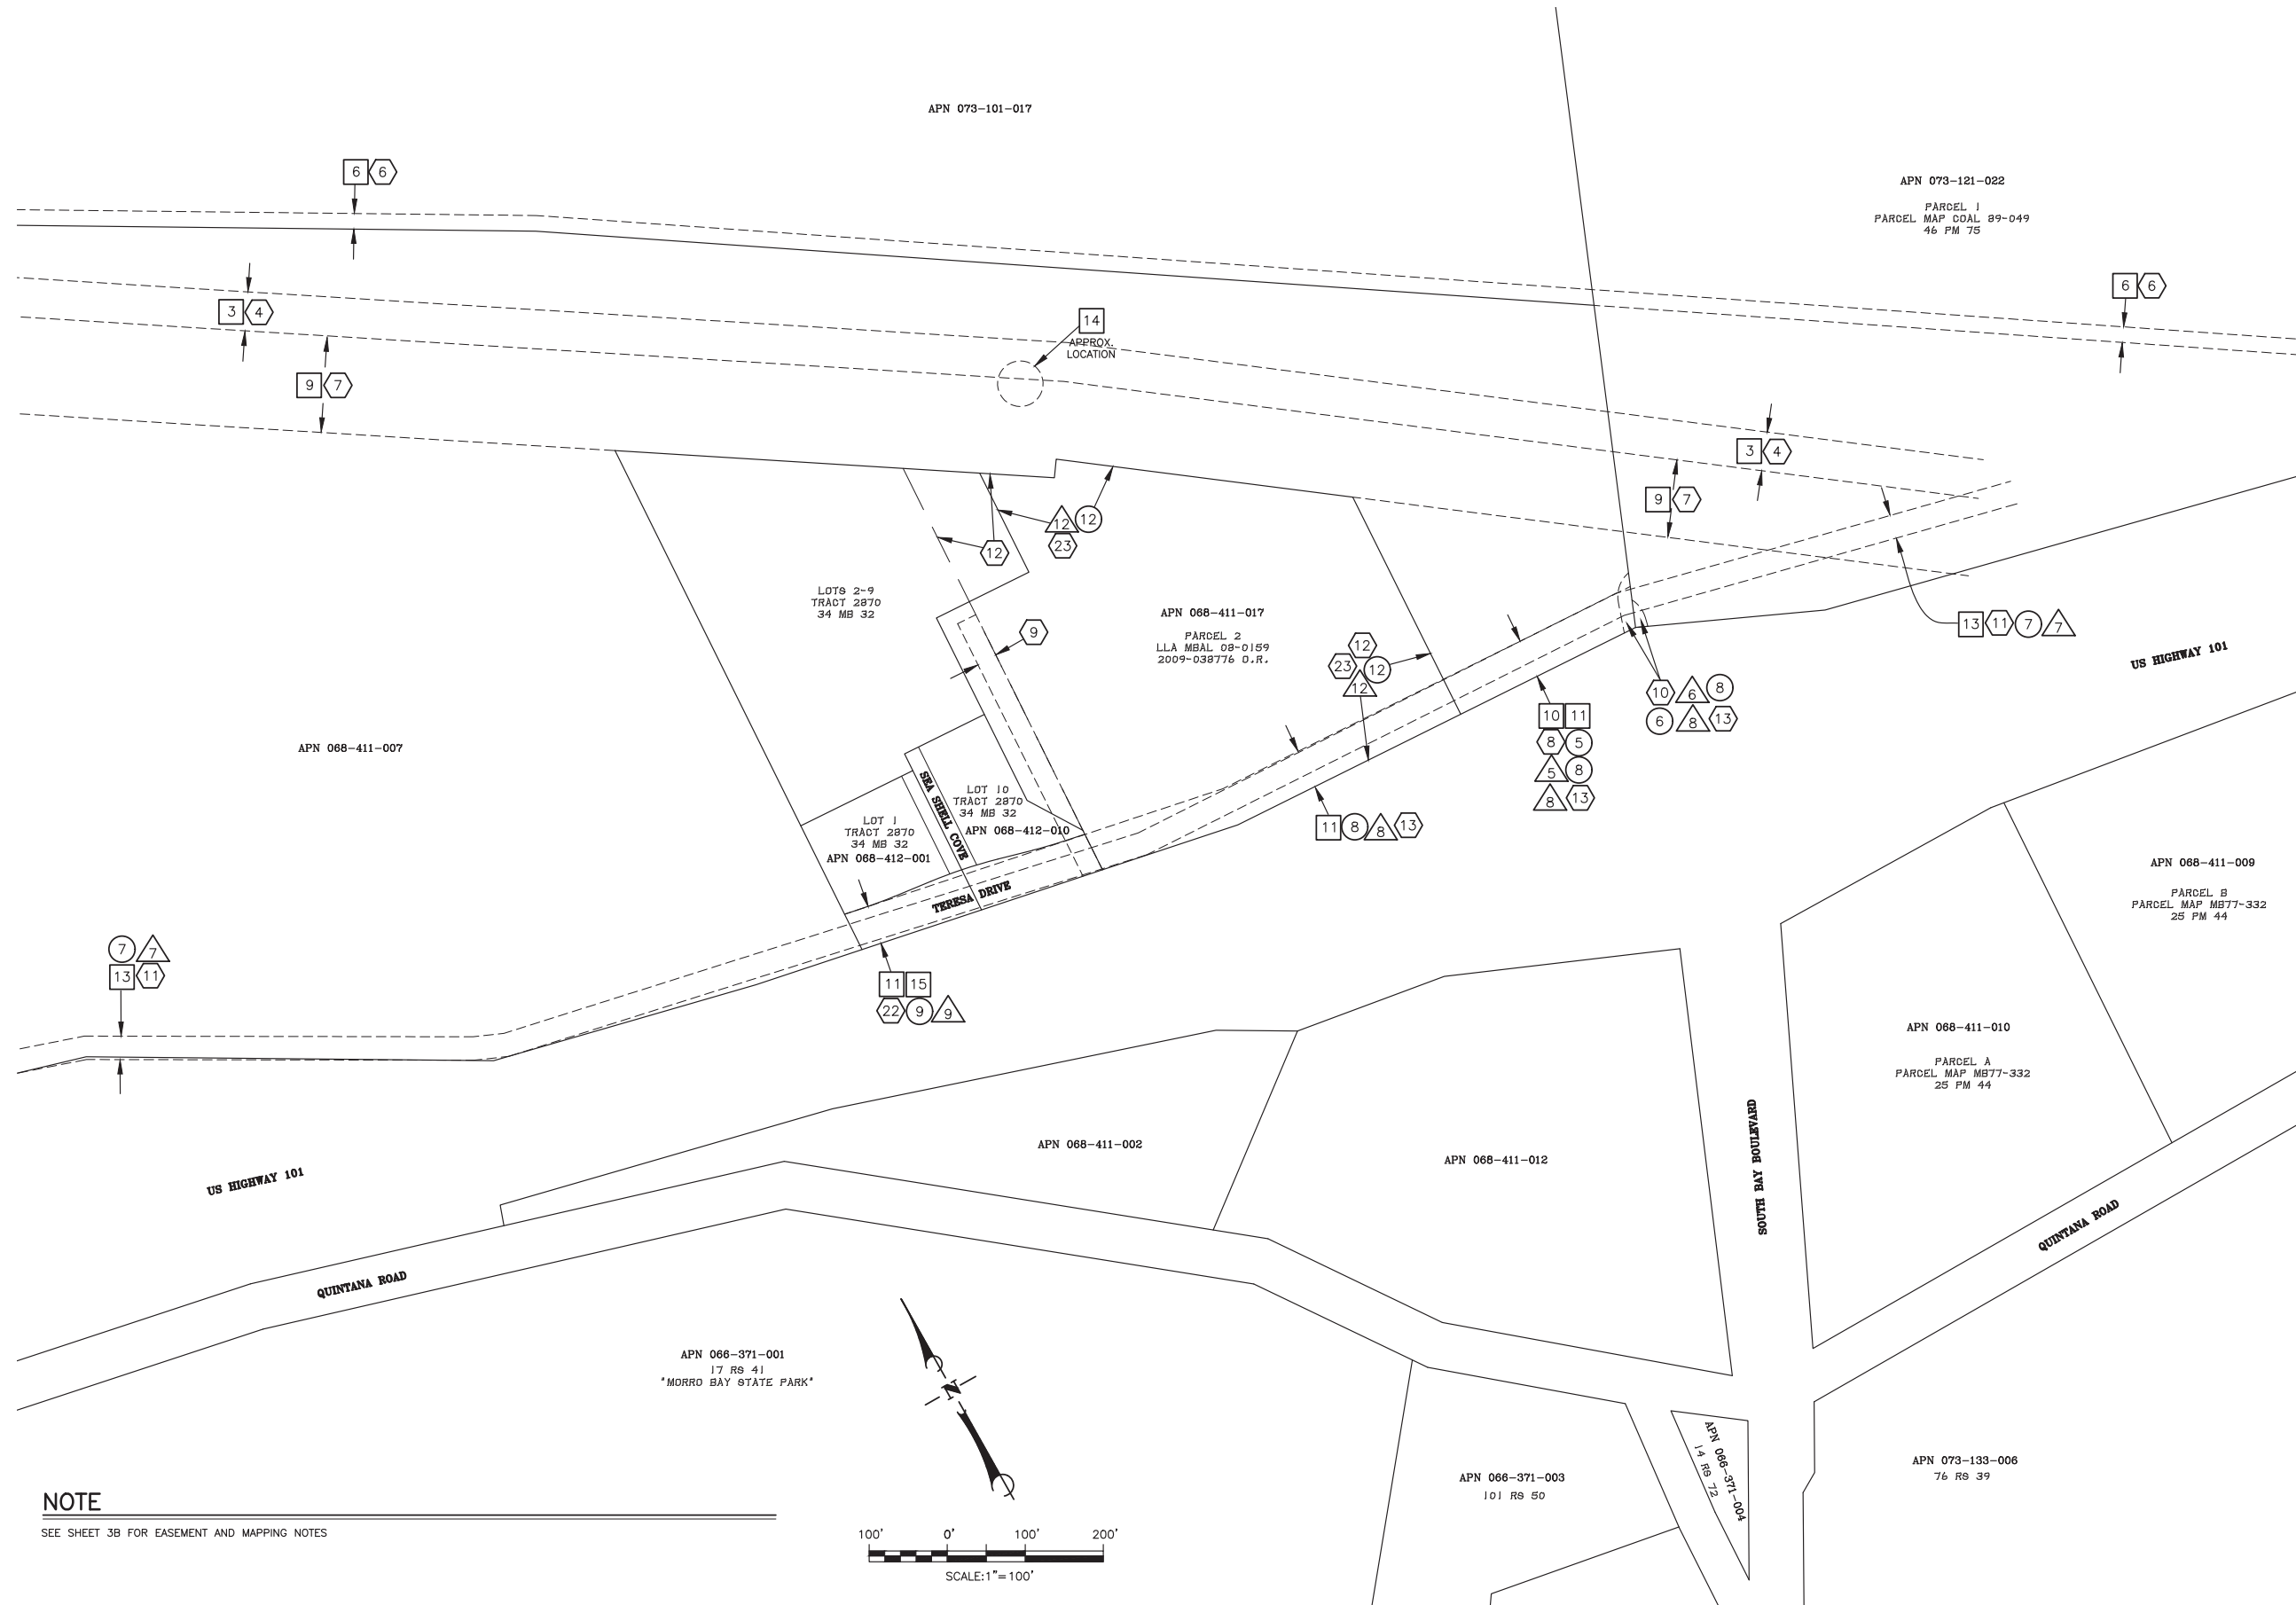 APN 073-101-017
6 6
APN 073-121-022
PARCEL 1
PARCEL MAP COAL 89-049
46 PM 75
6 6
3 4
14
APPROX.
LOCATION
9 7
3 4
9 7
12 12
23
12
LOTS 2-9
TRACT 2870
34 MB 32
9
APN 068-411-017
PARCEL 2
LLA MBAL 08-0159
2009-038776 O.R.
12
23 12
12
13 11 7 7
US HIGHWAY 101
10 6 8
6 8 13
10 11
8 5
5 8
8 13
APN 068-411-007
SEA SHELL COVE
LOT 10
TRACT 2870
34 MB 32
APN 068-412-010
LOT 1
TRACT 2870
34 MB 32
APN 068-412-001
11 8 8 13
TERESA DRIVE
APN 068-411-009
PARCEL B
PARCEL MAP MB77-332
25 PM 44
7 7
13 11
11 15
22 9 9
APN 068-411-010
PARCEL A
PARCEL MAP MB77-332
25 PM 44
APN 068-411-002
APN 068-411-012
SOUTH BAY BOULEVARD
US HIGHWAY 101
QUINTANA ROAD
QUINTANA ROAD
APN 066-371-001
17 RS 41
"MORRO BAY STATE PARK"
N
APN 066-371-003
101 RS 50
APN 066-371-004
14 RS 72
APN 073-133-006
76 RS 39
NOTE
SEE SHEET 3B FOR EASEMENT AND MAPPING NOTES
100' 0' 100' 200'
SCALE:1"=100'